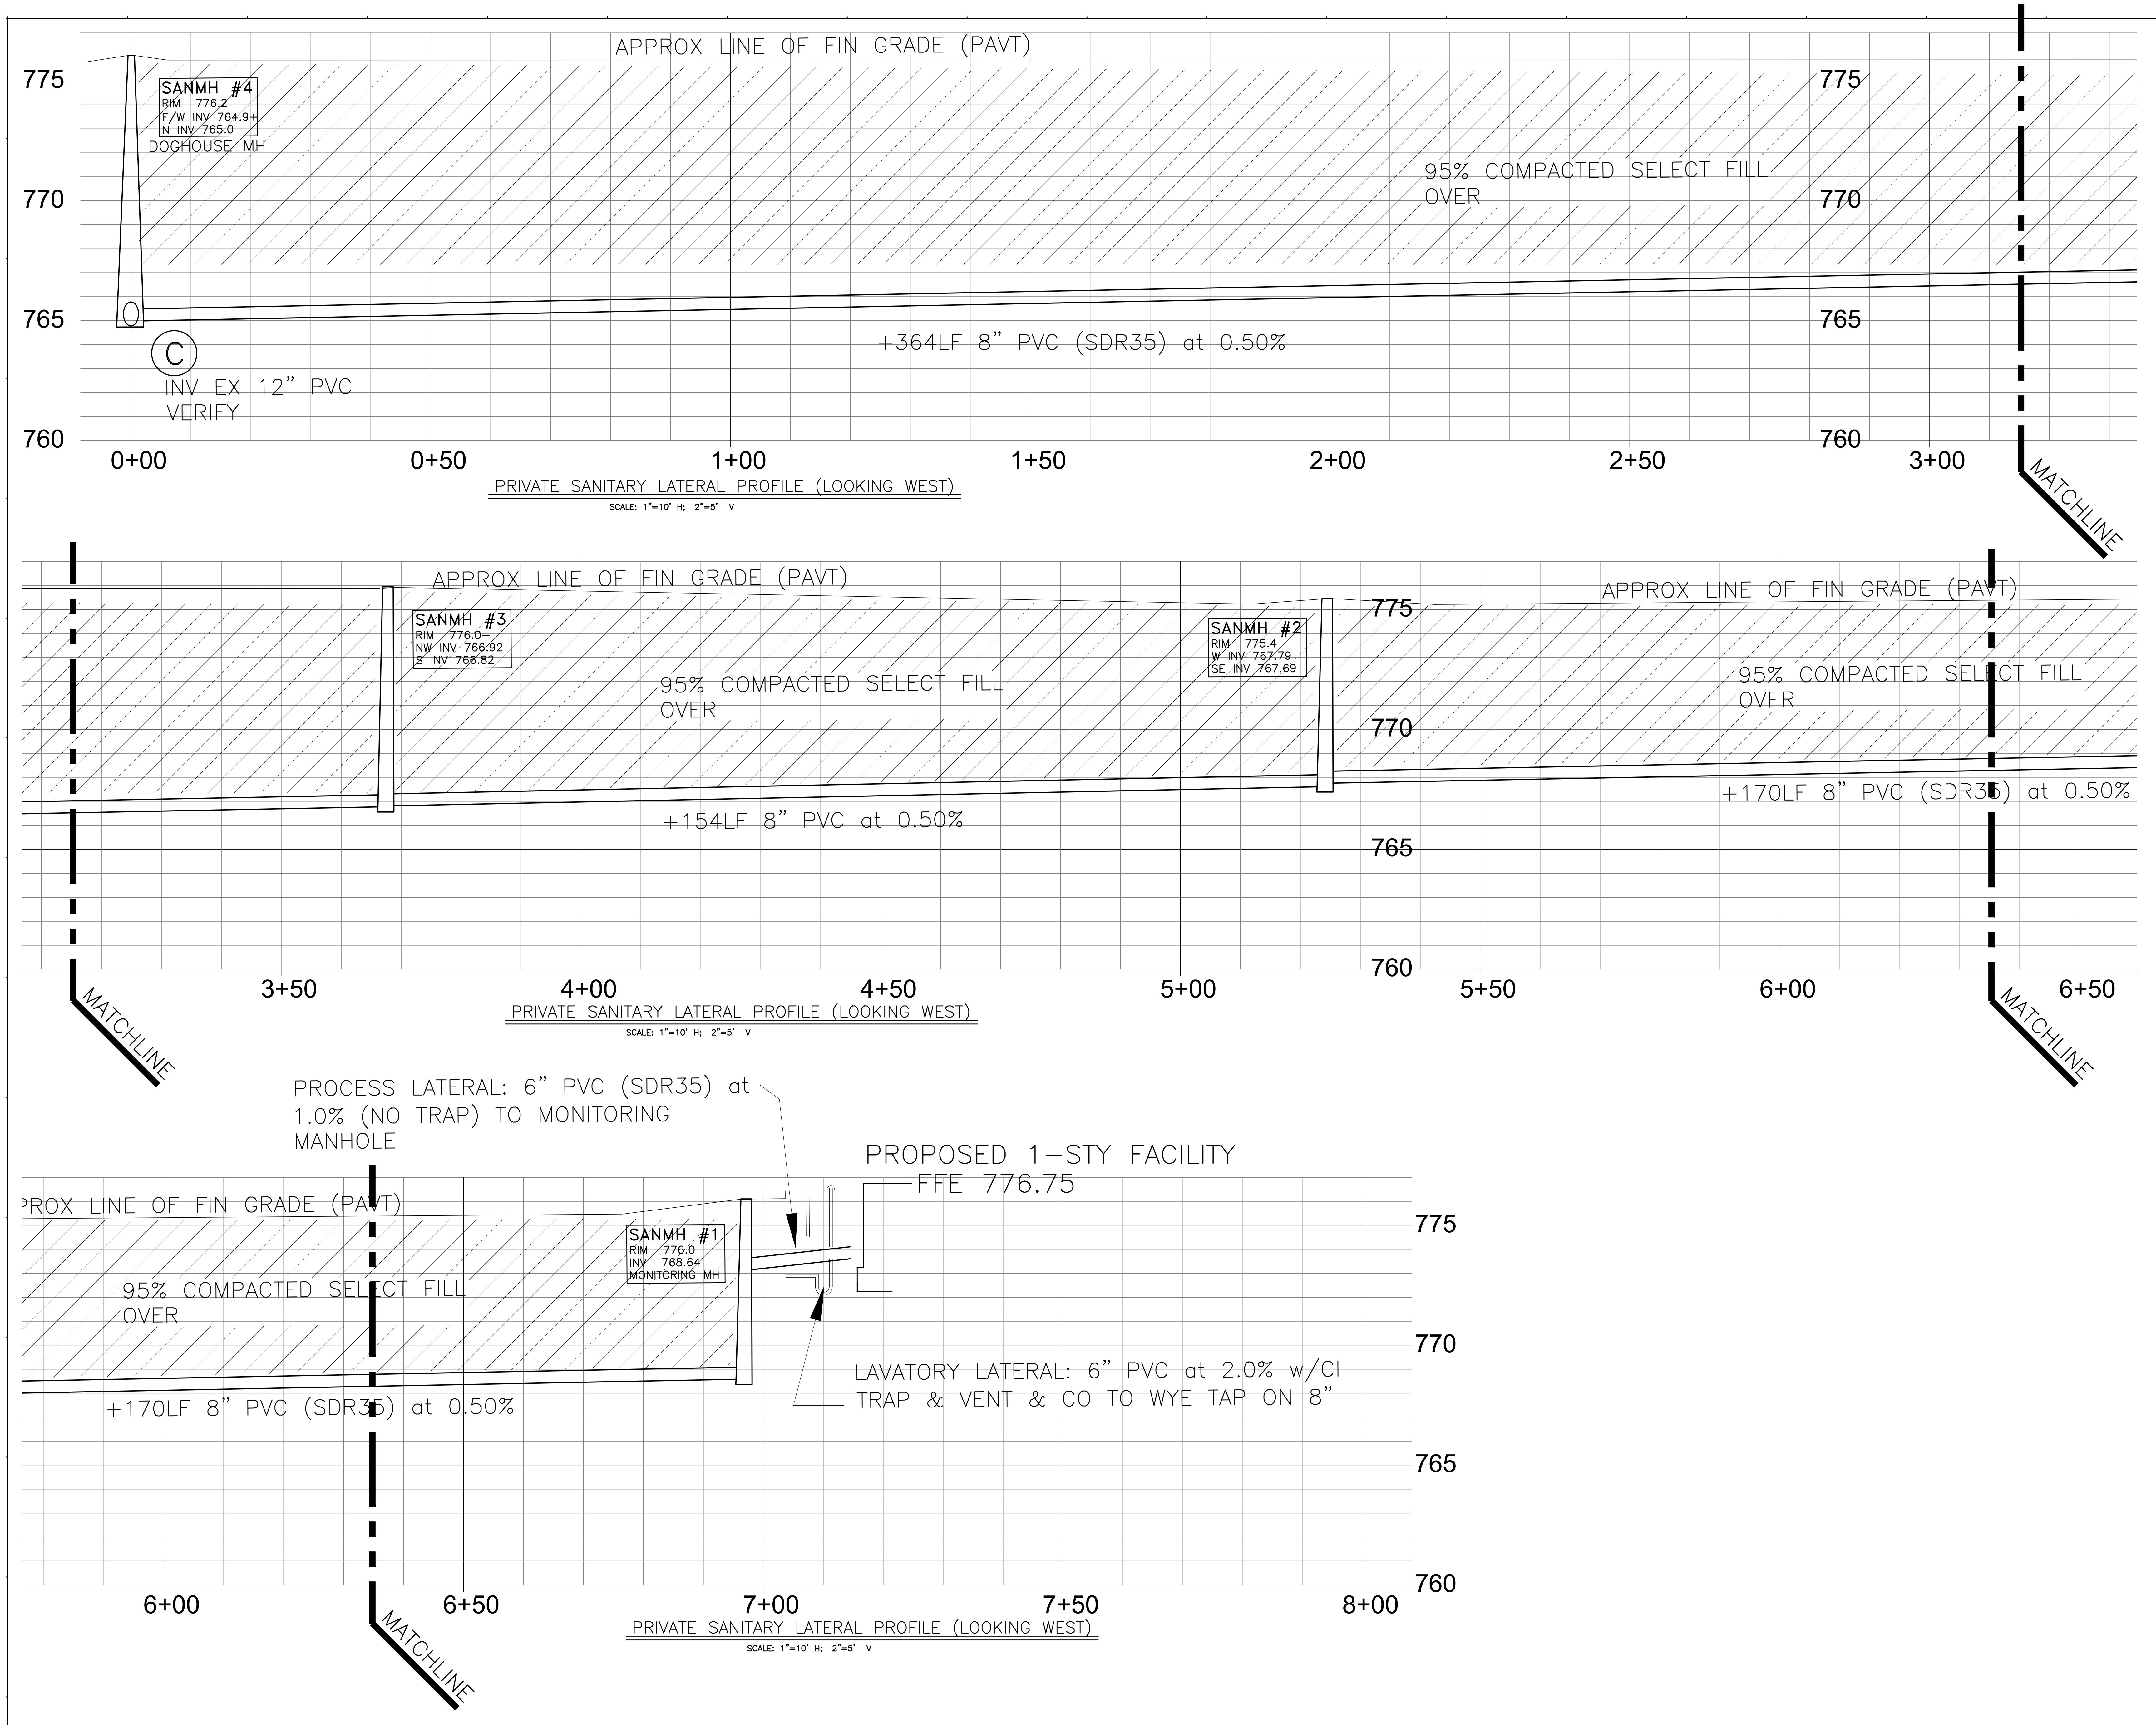 APPROX LINE OF FIN GRADE (PAVT)
775
775
SANMH #4
RIM 776.2
E/W INV 764.9+
N INV 765.0
DOGHOUSE MH
95% COMPACTED SELECT FILL
OVER
770
770
765
765
+364LF 8" PVC (SDR35) at 0.50%
C
INV EX 12" PVC
VERIFY
760
760
0+00
0+50
1+00
1+50
2+00
2+50
3+00
MATCHLINE
PRIVATE SANITARY LATERAL PROFILE (LOOKING WEST)
SCALE: 1"=10' H; 2"=5' V
APPROX LINE OF FIN GRADE (PAVT)
APPROX LINE OF FIN GRADE (PAVT)
775
SANMH #3
RIM 776.0+
NW INV 766.92
S INV 766.82
SANMH #2
RIM 775.4
W INV 767.79
SE INV 767.69
95% COMPACTED SELECT FILL
OVER
95% COMPACTED SELECT FILL
OVER
770
+154LF 8" PVC at 0.50%
+170LF 8" PVC (SDR35) at 0.50%
765
760
3+50
4+00
4+50
5+00
5+50
6+00
6+50
MATCHLINE
MATCHLINE
PRIVATE SANITARY LATERAL PROFILE (LOOKING WEST)
SCALE: 1"=10' H; 2"=5' V
PROCESS LATERAL: 6" PVC (SDR35) at
1.0% (NO TRAP) TO MONITORING
MANHOLE
PROPOSED 1-STY FACILITY
FFE 776.75
PROX LINE OF FIN GRADE (PAVT)
775
SANMH #1
RIM 776.0
INV 768.64
MONITORING MH
95% COMPACTED SELECT FILL
OVER
770
LAVATORY LATERAL: 6" PVC at 2.0% w/CI
TRAP & VENT & CO TO WYE TAP ON 8"
+170LF 8" PVC (SDR35) at 0.50%
765
760
6+00
6+50
7+00
7+50
8+00
MATCHLINE
PRIVATE SANITARY LATERAL PROFILE (LOOKING WEST)
SCALE: 1"=10' H; 2"=5' V